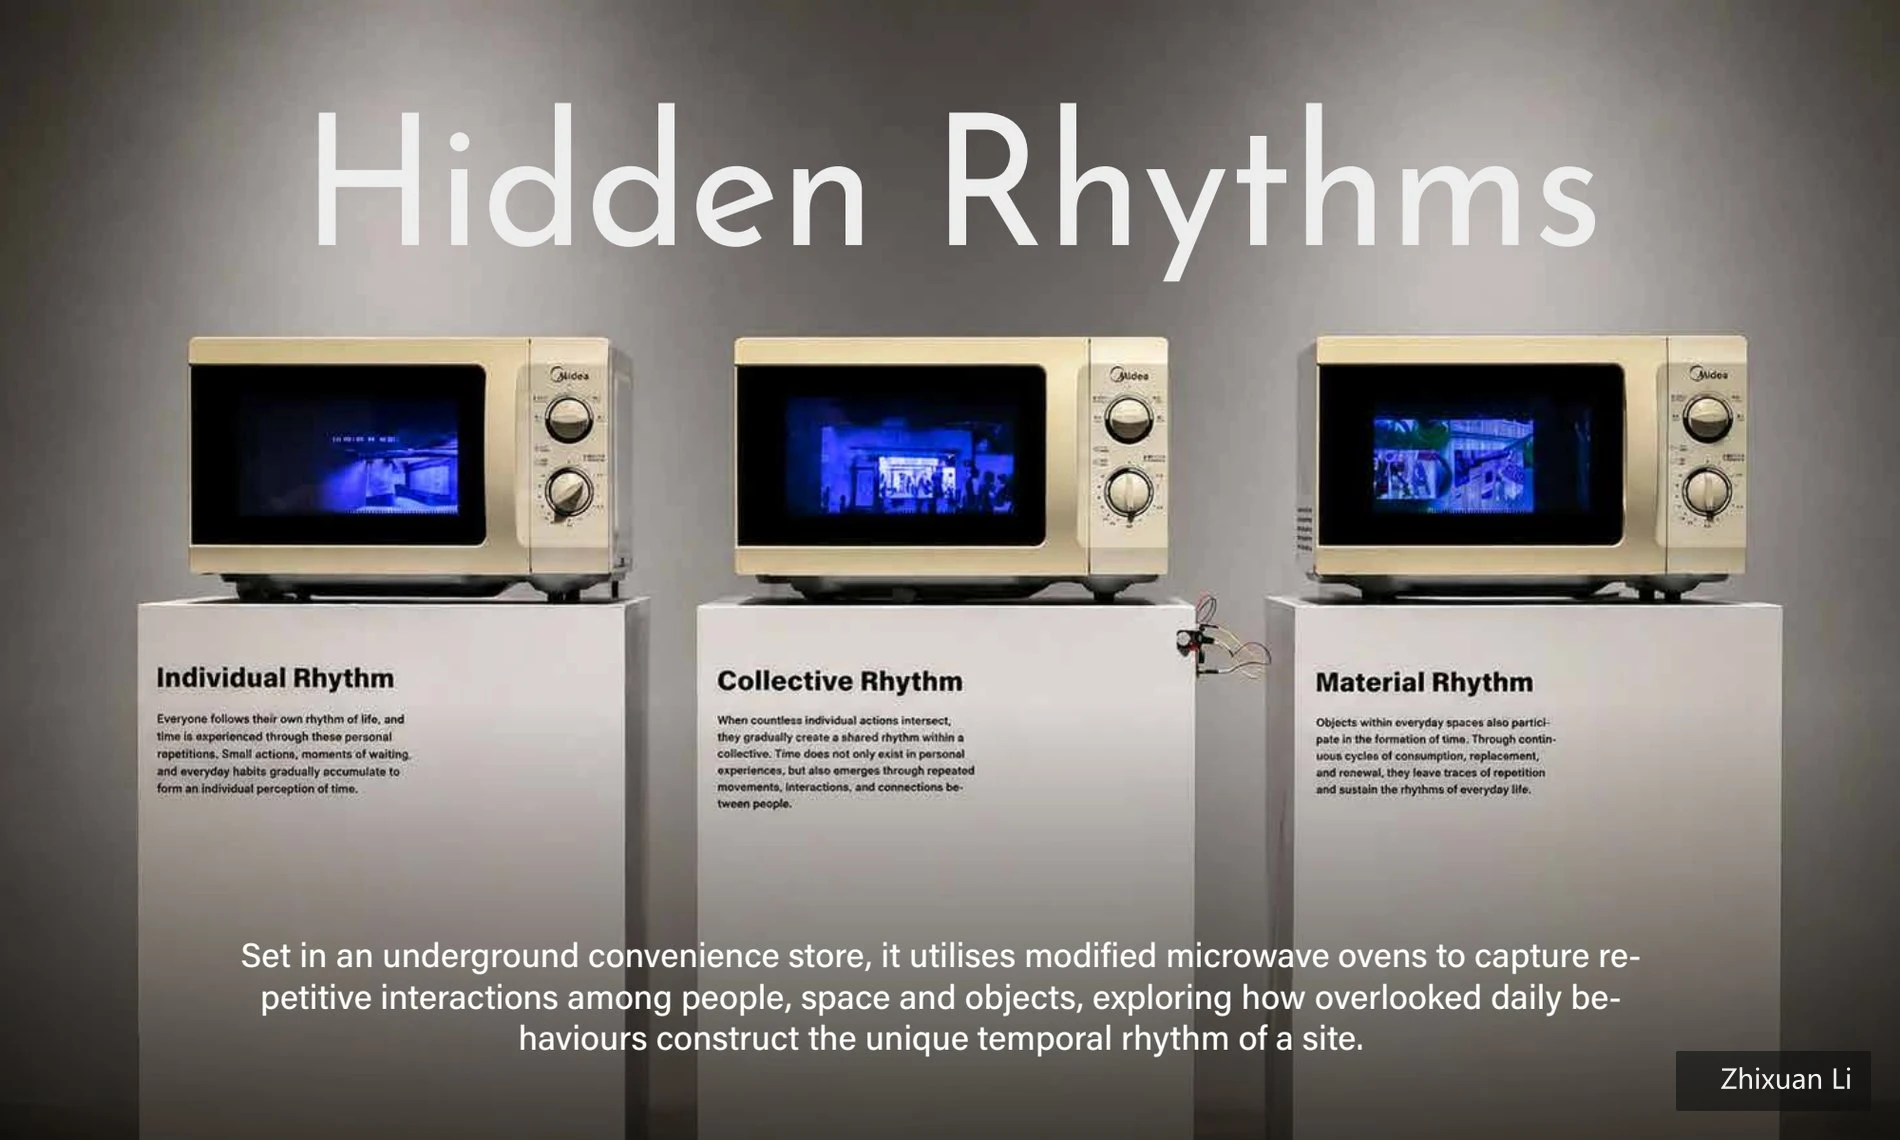 Hidden Rhythms
Midea
Midea
Midea
Individual Rhythm
Everyone follows their own rhythm of life, and
time is experienced through these personal
repetitions. Small actions, moments of waiting,
and everyday habits gradually accumulate to
form an individual perception of time.
Collective Rhythm
When countless individual actions intersect,
they gradually create a shared rhythm within a
collective. Time does not only exist in personal
experiences, but also emerges through repeated
movements, interactions, and connections be-
tween people.
Material Rhythm
Objects within everyday spaces also partici-
pate in the formation of time. Through contin-
uous cycles of consumption, replacement,
and renewal, they leave traces of repetition
and sustain the rhythms of everyday life.
Set in an underground convenience store, it utilises modified microwave ovens to capture re-
petitive interactions among people, space and objects, exploring how overlooked daily be-
haviours construct the unique temporal rhythm of a site.
Zhixuan Li